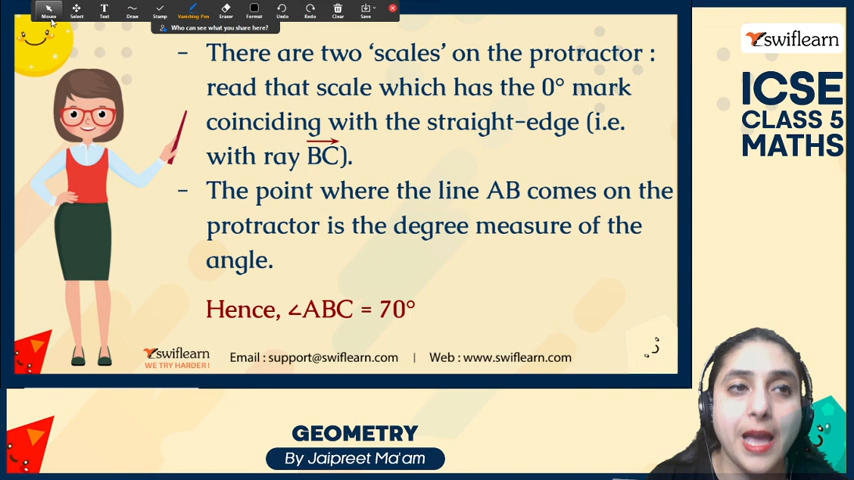 Mouse Select Text Draw Stamp Vanishing Pen Eraser Format Undo Redo Clear Save
Who can see what you share here?
- There are two ‘scales’ on the protractor :
read that scale which has the 0° mark
coinciding with the straight-edge (i.e.
with ray BC).
- The point where the line AB comes on the
protractor is the degree measure of the
angle.
Hence, ∠ABC = 70°
swiflearn
WE TRY HARDER!
Email : support@swiflearn.com | Web : www.swiflearn.com
swiflearn
ICSE
CLASS 5
MATHS
GEOMETRY
By Jaipreet Ma'am